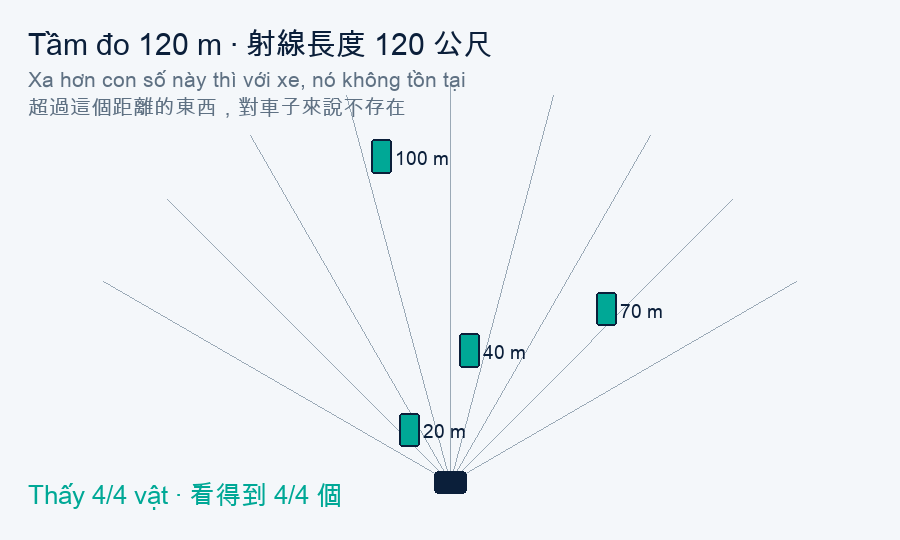 Tầm đo 120 m · 射線長度 120 公尺
Xa hơn con số này thì với xe, nó không tồn tại
超過這個距離的東西，對車子來說不存在
100 m
70 m
40 m
20 m
Thấy 4/4 vật · 看得到 4/4 個